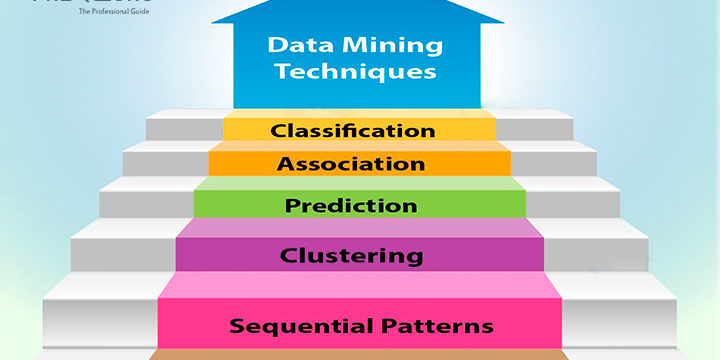 The Professional Guide
Data Mining
Techniques
Classification
Association
Prediction
Clustering
Sequential Patterns